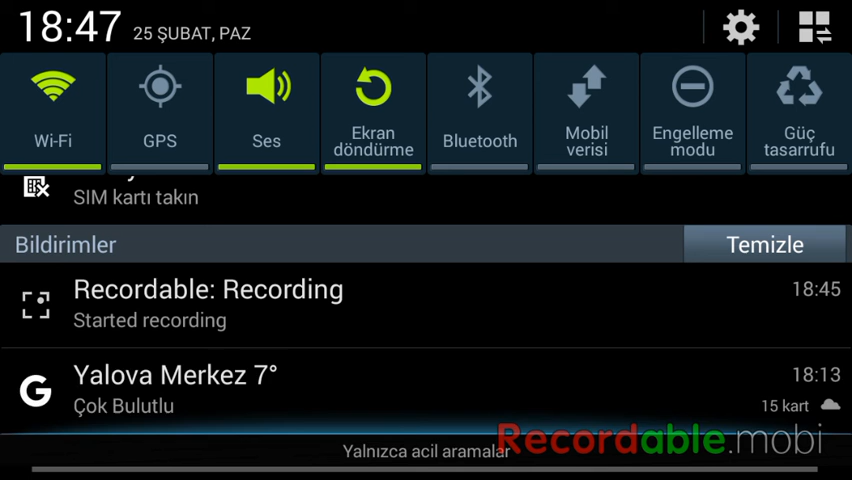 18:47 25 ŞUBAT, PAZ
Wi-Fi
GPS
Ses
Ekran
döndürme
Bluetooth
Mobil
verisi
Engelleme
modu
Güç
tasarrufu
SIM kartı takın
Bildirimler
Temizle
Recordable: Recording
18:45
Started recording
G
Yalova Merkez 7°
18:13
Çok Bulutlu
15 kart
Yalnızca acil aramalar
Recordable.mobi